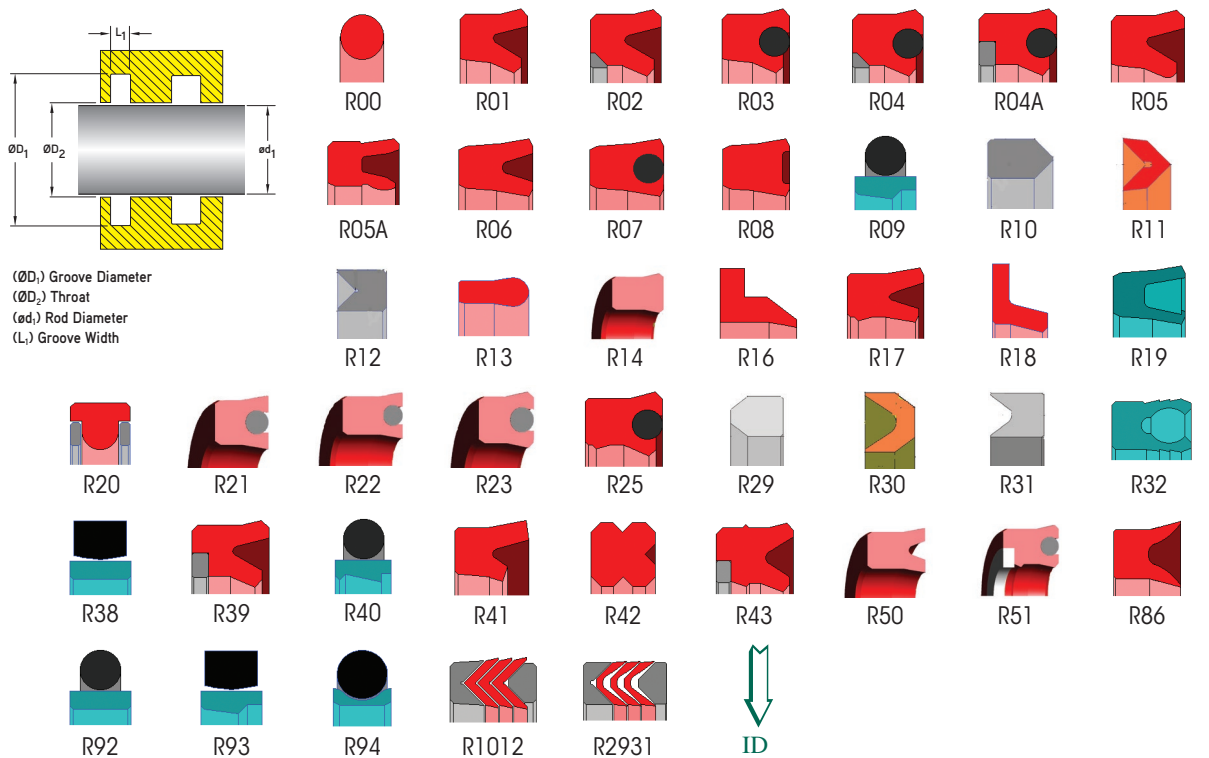 L₁
R00 R01 R02 R03 R04 R04A R05
ØD₁ ØD₂ ød₁
R05A R06 R07 R08 R09 R10 R11
(ØD₁) Groove Diameter
(ØD₂) Throat
(ød₁) Rod Diameter
(L₁) Groove Width
R12 R13 R14 R16 R17 R18 R19
R20 R21 R22 R23 R25 R29 R30 R31 R32
R38 R39 R40 R41 R42 R43 R50 R51 R86
R92 R93 R94 R1012 R2931 ID